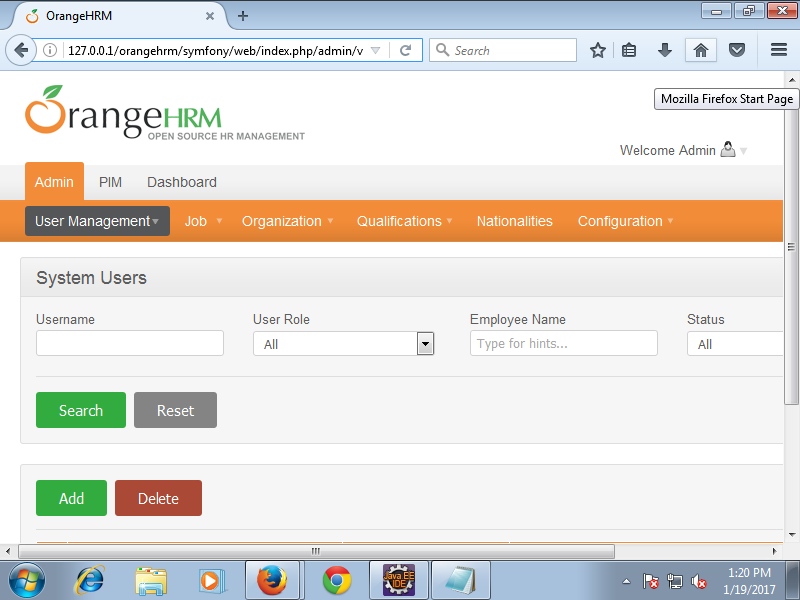 OrangeHRM
127.0.0.1/orangehrm/symfony/web/index.php/admin/v
Search
Mozilla Firefox Start Page
OrangeHRM
OPEN SOURCE HR MANAGEMENT
Welcome Admin
Admin PIM Dashboard
User Management Job Organization Qualifications Nationalities Configuration
System Users
Username User Role Employee Name Status
All Type for hints... All
Search Reset
Add Delete
Java EE
IDE
1:20 PM
1/19/2017